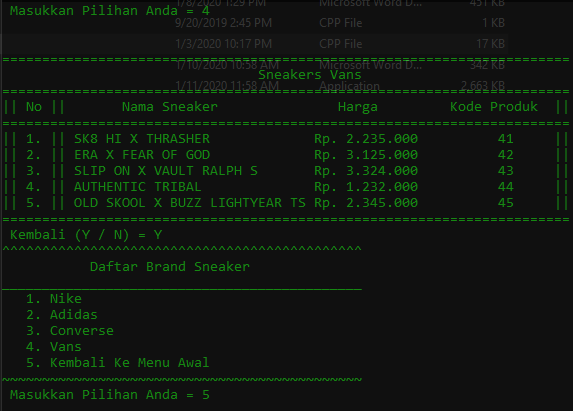 1/8/2020 1:29 PM Microsoft Word D... 451 KB
Masukkan Pilihan Anda = 4
9/20/2019 2:45 PM CPP File 1 KB
1/3/2020 10:17 PM CPP File 17 KB
1/10/2020 10:58 AM Microsoft Word D... 342 KB
Sneakers Vans
1/11/2020 11:58 AM Application 2,663 KB
|| No || Nama Sneaker Harga Kode Produk ||
|| 1. || SK8 HI X THRASHER Rp. 2.235.000 41 ||
|| 2. || ERA X FEAR OF GOD Rp. 3.125.000 42 ||
|| 3. || SLIP ON X VAULT RALPH S Rp. 3.324.000 43 ||
|| 4. || AUTHENTIC TRIBAL Rp. 1.232.000 44 ||
|| 5. || OLD SKOOL X BUZZ LIGHTYEAR TS Rp. 2.345.000 45 ||
Kembali (Y / N) = Y
Daftar Brand Sneaker
1. Nike
2. Adidas
3. Converse
4. Vans
5. Kembali Ke Menu Awal
Masukkan Pilihan Anda = 5